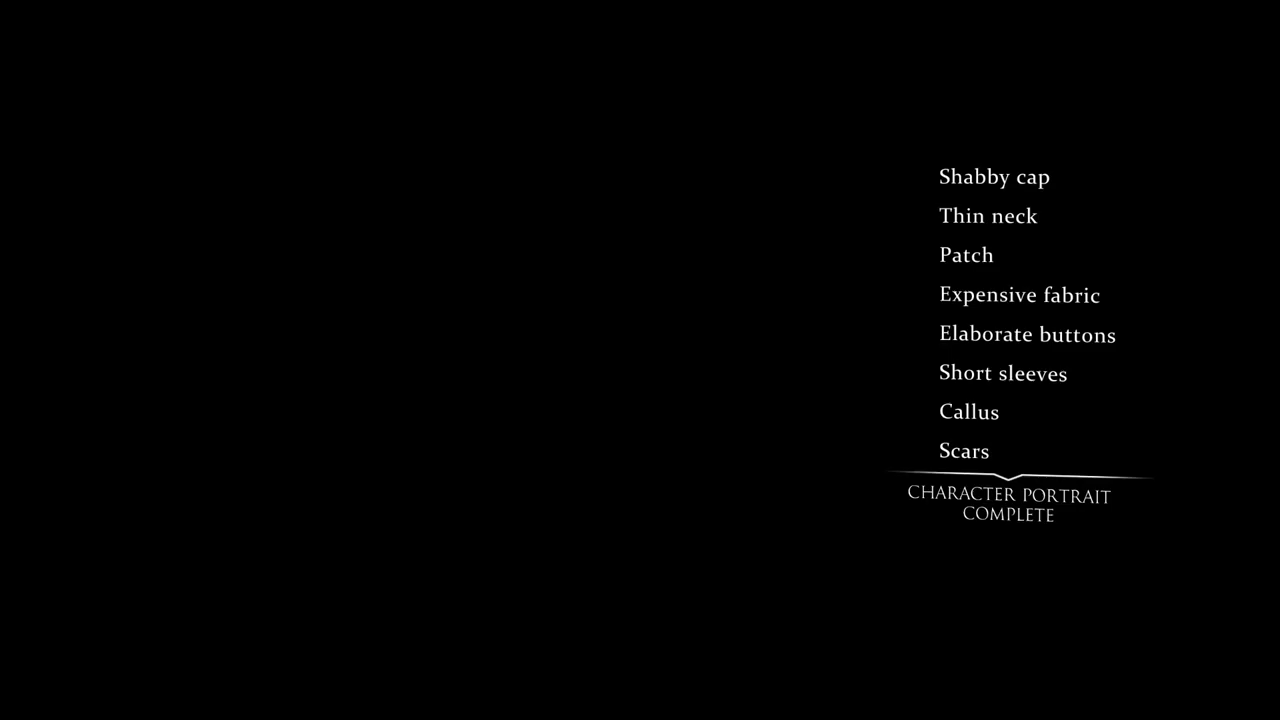 Shabby cap
Thin neck
Patch
Expensive fabric
Elaborate buttons
Short sleeves
Callus
Scars
CHARACTER PORTRAIT
COMPLETE